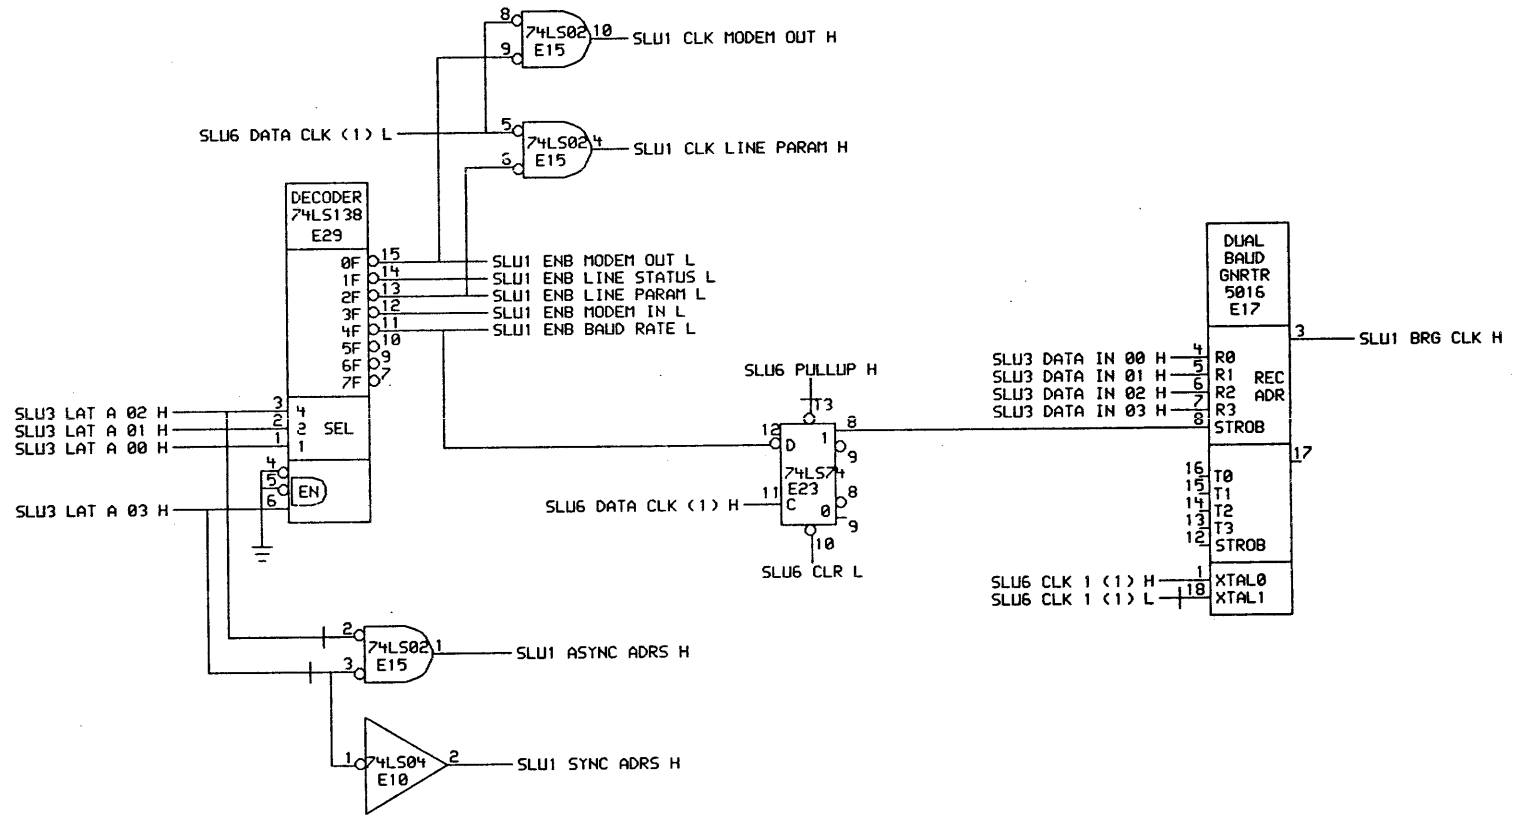 8
74LS02 10 SLU1 CLK MODEM OUT H
9 E15
SLU6 DATA CLK (1) L
5
74LS02 4 SLU1 CLK LINE PARAM H
6 E15
DECODER
74LS138
E29
0F 15 SLU1 ENB MODEM OUT L
1F 14 SLU1 ENB LINE STATUS L
2F 13 SLU1 ENB LINE PARAM L
3F 12 SLU1 ENB MODEM IN L
4F 11 SLU1 ENB BAUD RATE L
5F 10
6F 9
7F 7
SLU3 LAT A 02 H 3 4
SLU3 LAT A 01 H 2 2 SEL
SLU3 LAT A 00 H 1 1
4
5 EN
SLU3 LAT A 03 H 6
SLU6 PULLUP H
13
12 D 1 8
9
74LS74
E23
SLU6 DATA CLK (1) H 11 C 8
0 9
10
SLU6 CLR L
DUAL
BAUD
GNRTR
5016
E17
3 SLU1 BRG CLK H
SLU3 DATA IN 00 H 4 R0
SLU3 DATA IN 01 H 5 R1 REC
SLU3 DATA IN 02 H 6 R2 ADR
SLU3 DATA IN 03 H 7 R3
8 STROB
17
16 T0
15 T1
14 T2
13 T3
12 STROB
SLU6 CLK 1 (1) H 1 XTAL0
SLU6 CLK 1 (1) L 18 XTAL1
2
74LS02 1 SLU1 ASYNC ADRS H
3 E15
1 74LS04 2 SLU1 SYNC ADRS H
E10